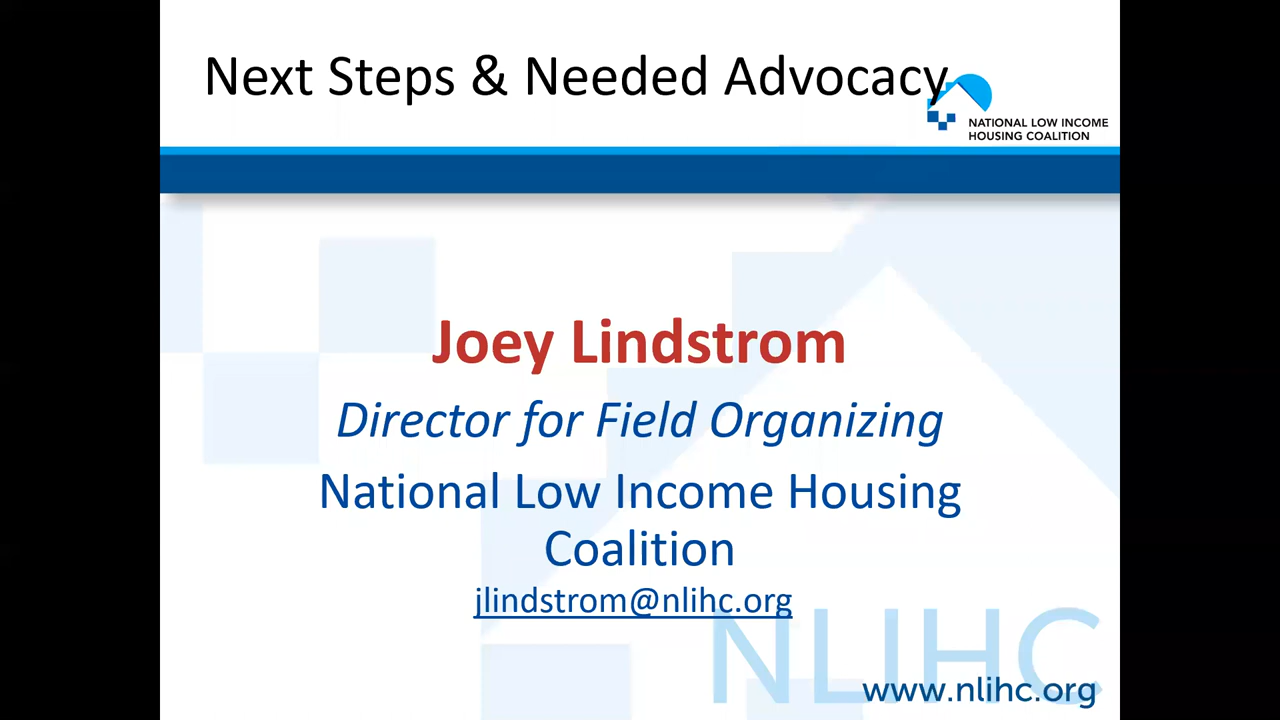 Next Steps & Needed Advocacy
NATIONAL LOW INCOME
HOUSING COALITION
Joey Lindstrom
Director for Field Organizing
National Low Income Housing
Coalition
jlindstrom@nlihc.org
NLIHC
www.nlihc.org